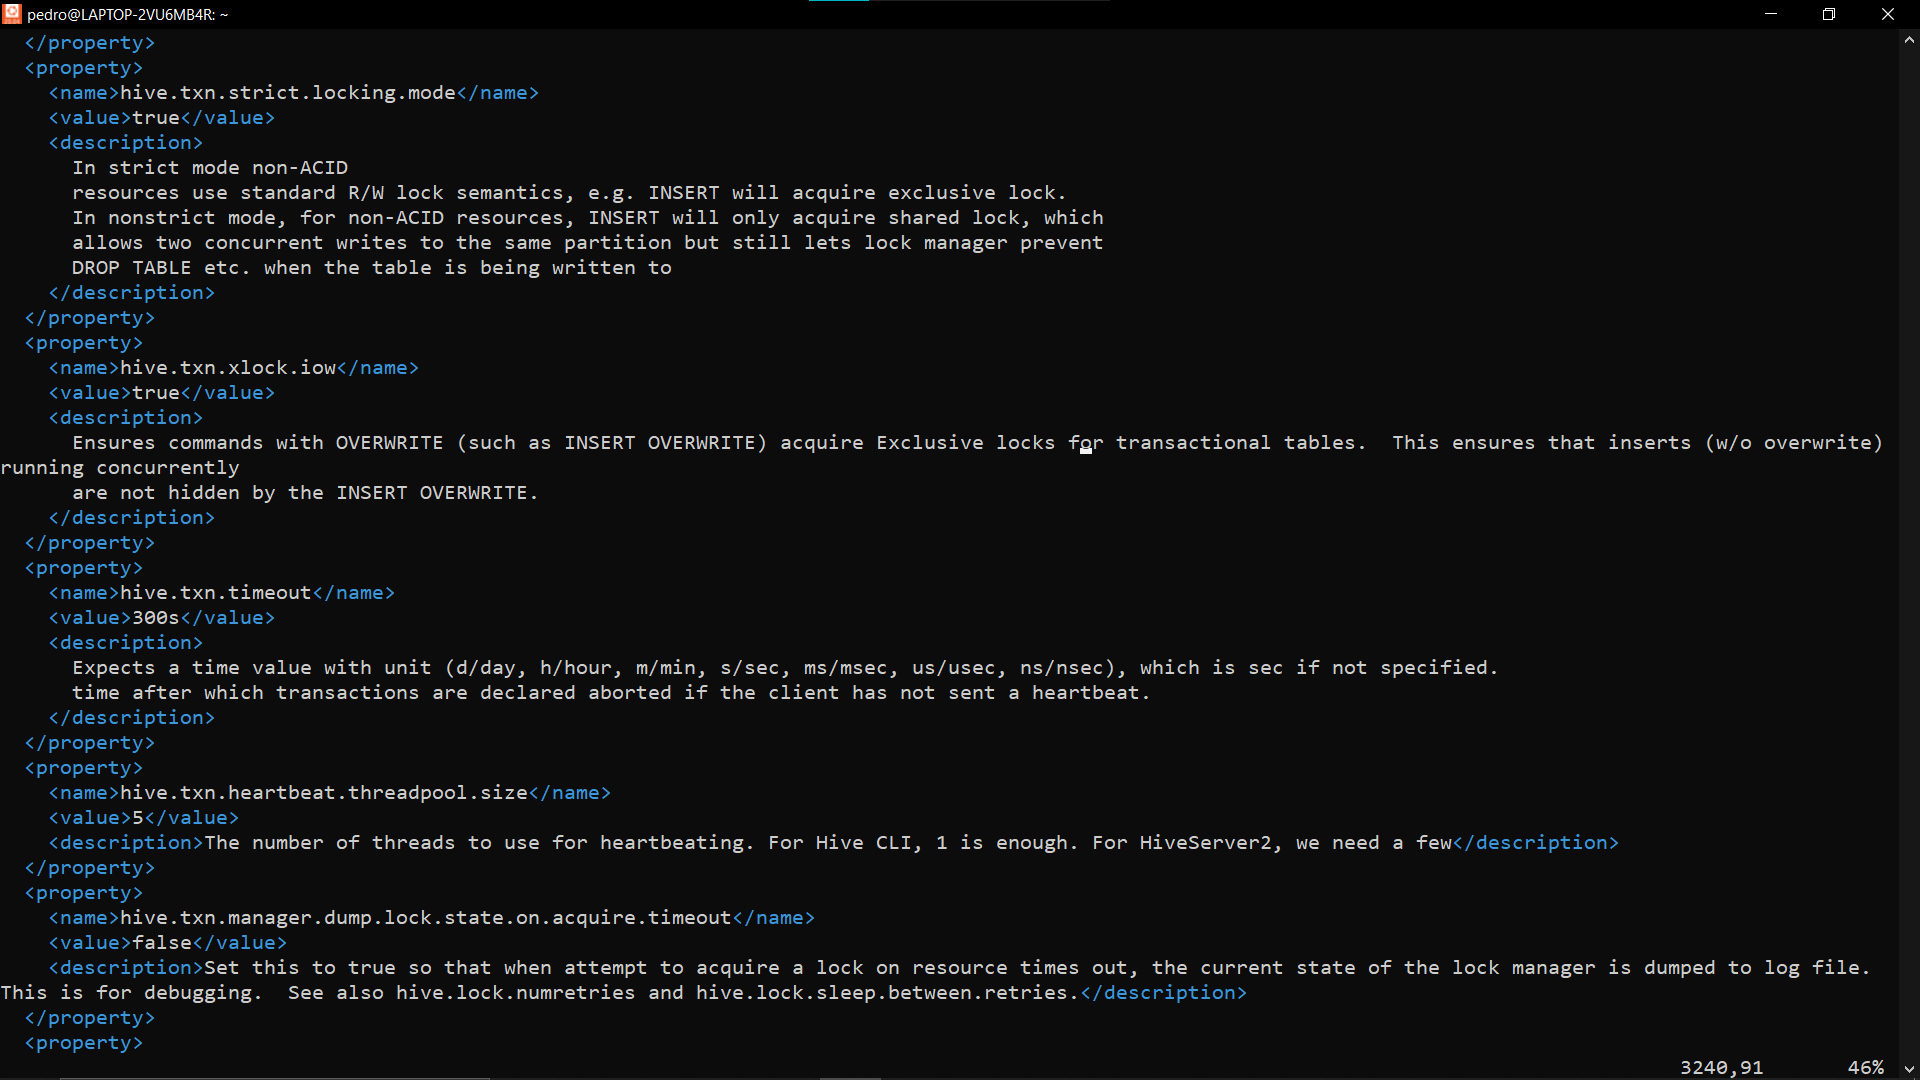 pedro@LAPTOP-2VU6MB4R: ~
</property>
<property>
<name>hive.txn.strict.locking.mode</name>
<value>true</value>
<description>
In strict mode non-ACID
resources use standard R/W lock semantics, e.g. INSERT will acquire exclusive lock.
In nonstrict mode, for non-ACID resources, INSERT will only acquire shared lock, which
allows two concurrent writes to the same partition but still lets lock manager prevent
DROP TABLE etc. when the table is being written to
</description>
</property>
<property>
<name>hive.txn.xlock.iow</name>
<value>true</value>
<description>
Ensures commands with OVERWRITE (such as INSERT OVERWRITE) acquire Exclusive locks for transactional tables.  This ensures that inserts (w/o overwrite)
running concurrently
are not hidden by the INSERT OVERWRITE.
</description>
</property>
<property>
<name>hive.txn.timeout</name>
<value>300s</value>
<description>
Expects a time value with unit (d/day, h/hour, m/min, s/sec, ms/msec, us/usec, ns/nsec), which is sec if not specified.
time after which transactions are declared aborted if the client has not sent a heartbeat.
</description>
</property>
<property>
<name>hive.txn.heartbeat.threadpool.size</name>
<value>5</value>
<description>The number of threads to use for heartbeating. For Hive CLI, 1 is enough. For HiveServer2, we need a few</description>
</property>
<property>
<name>hive.txn.manager.dump.lock.state.on.acquire.timeout</name>
<value>false</value>
<description>Set this to true so that when attempt to acquire a lock on resource times out, the current state of the lock manager is dumped to log file.
This is for debugging.  See also hive.lock.numretries and hive.lock.sleep.between.retries.</description>
</property>
<property>
3240,91 46%